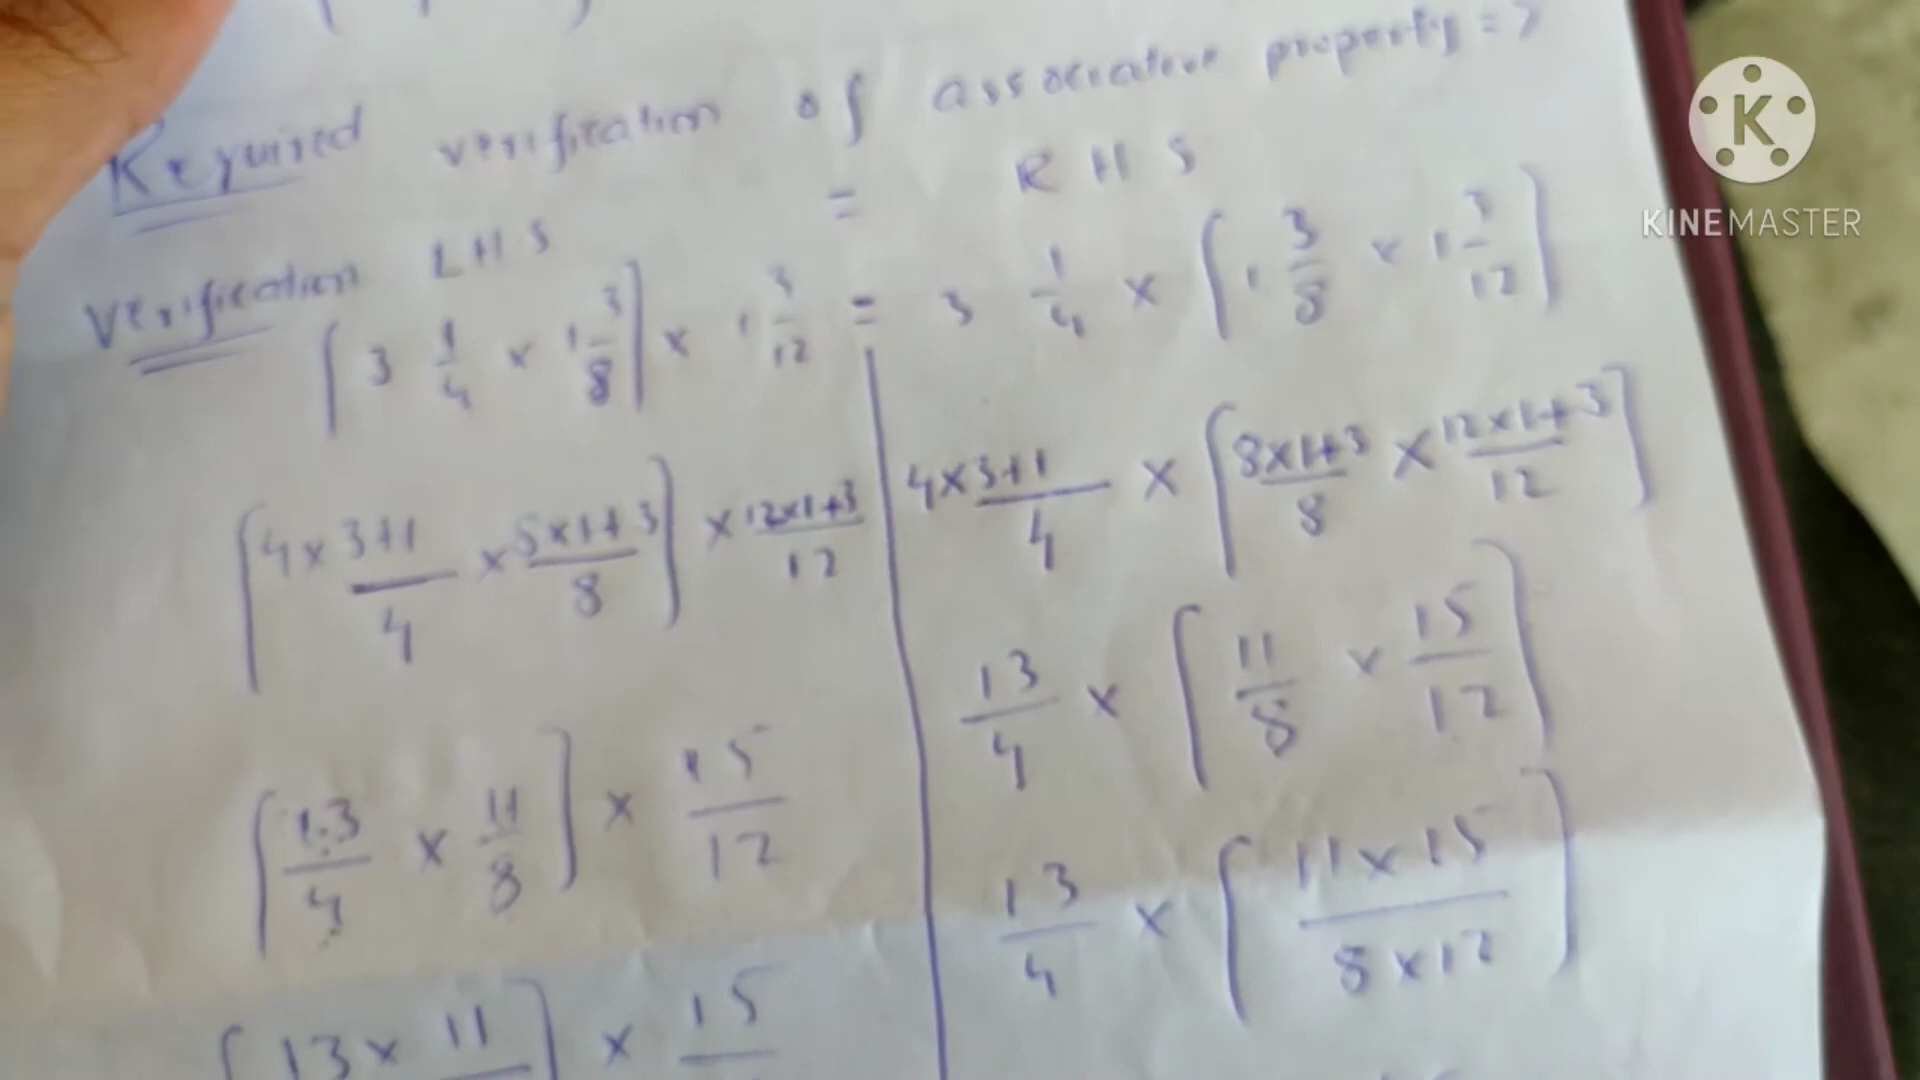 Required verification of associative property =>
Verification LHS = RHS
[3 1/4 × 1 3/8] × 1 3/12 = 3 1/4 × [1 3/8 × 1 3/12]
[4×3+1/4 × 8×1+3/8] × 12×1+3/12 | 4×3+1/4 × [8×1+3/8 × 12×1+3/12]
[13/4 × 11/8] × 15/12 | 13/4 × [11/8 × 15/12]
[13 × 11] × 15 | 13/4 × [11×15/8×12]
K
KINEMASTER